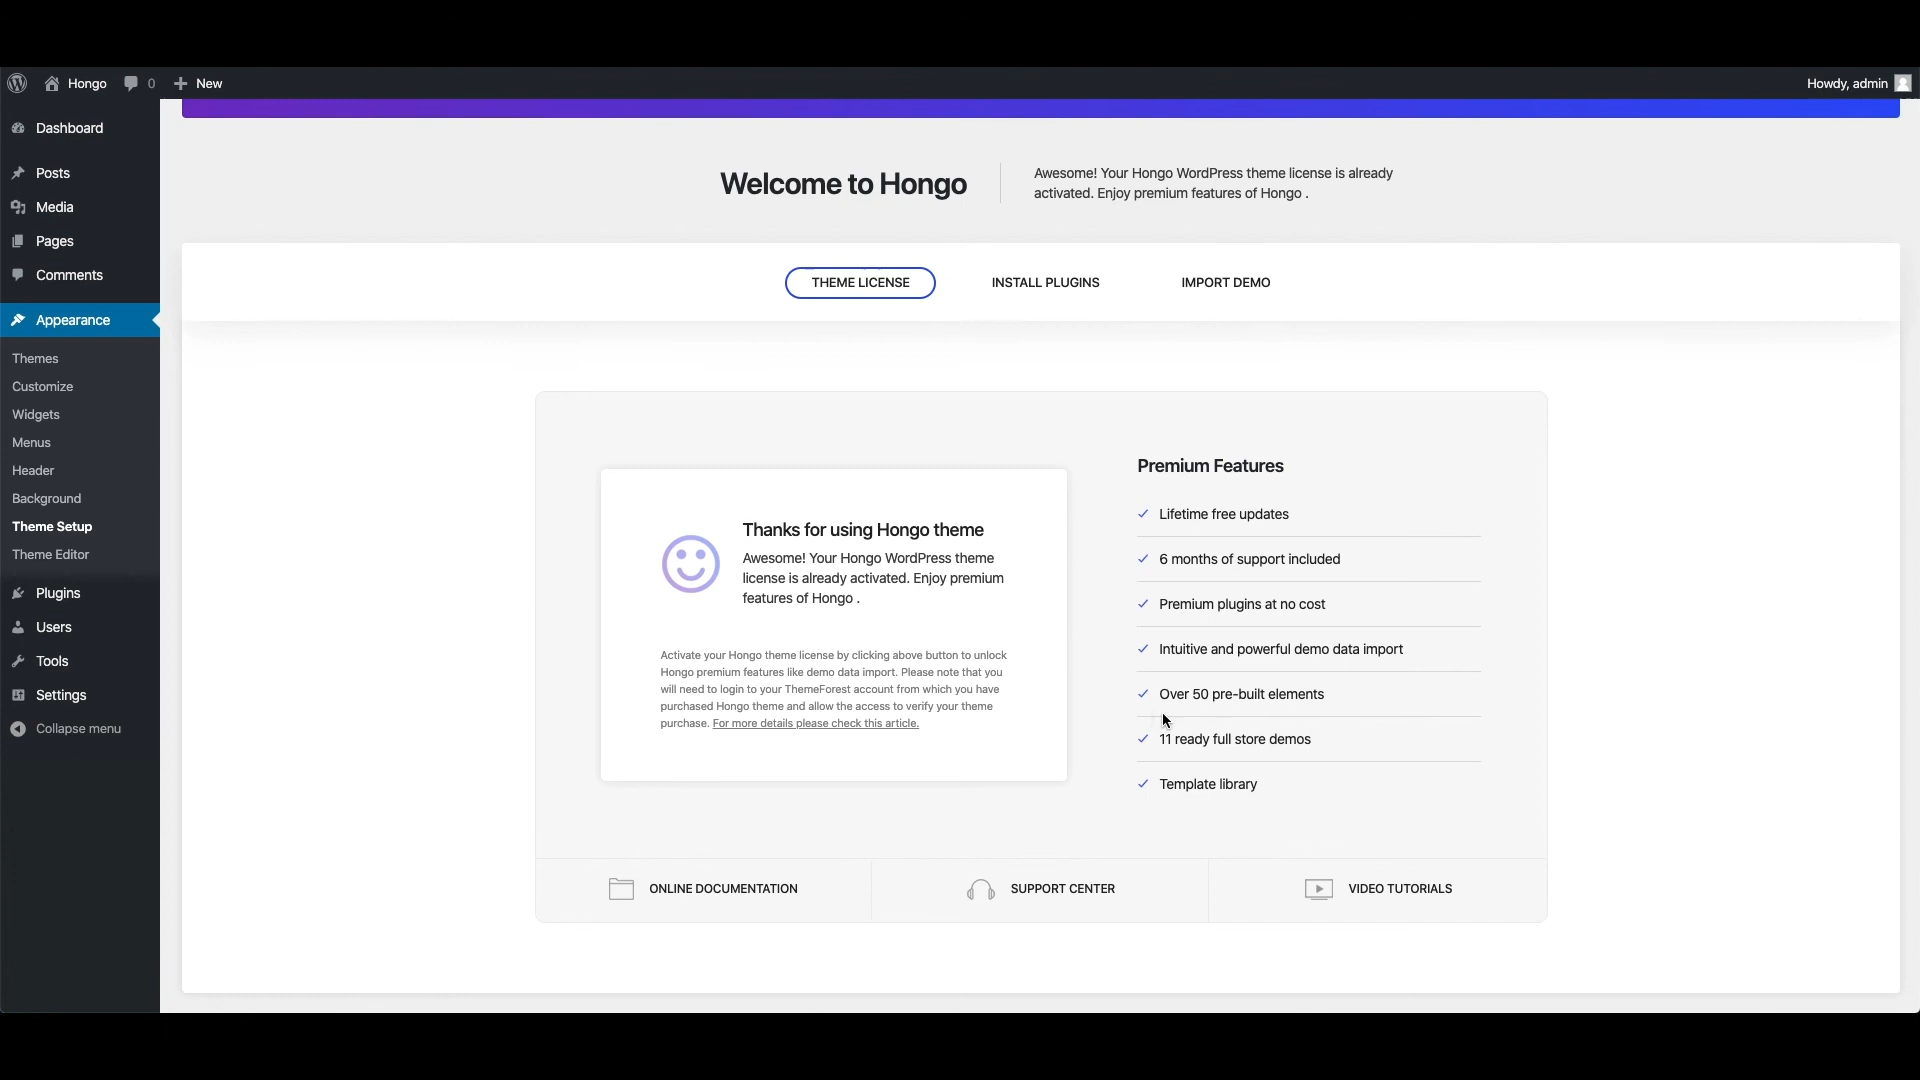 Hongo
0
New
Howdy, admin
Dashboard
Posts
Media
Pages
Comments
Appearance
Themes
Customize
Widgets
Menus
Header
Background
Theme Setup
Theme Editor
Plugins
Users
Tools
Settings
Collapse menu
Welcome to Hongo
Awesome! Your Hongo WordPress theme license is already
activated. Enjoy premium features of Hongo .
THEME LICENSE
INSTALL PLUGINS
IMPORT DEMO
Thanks for using Hongo theme
Awesome! Your Hongo WordPress theme
license is already activated. Enjoy premium
features of Hongo .
Activate your Hongo theme license by clicking above button to unlock
Hongo premium features like demo data import. Please note that you
will need to login to your ThemeForest account from which you have
purchased Hongo theme and allow the access to verify your theme
purchase. For more details please check this article.
Premium Features
Lifetime free updates
6 months of support included
Premium plugins at no cost
Intuitive and powerful demo data import
Over 50 pre-built elements
11 ready full store demos
Template library
ONLINE DOCUMENTATION
SUPPORT CENTER
VIDEO TUTORIALS